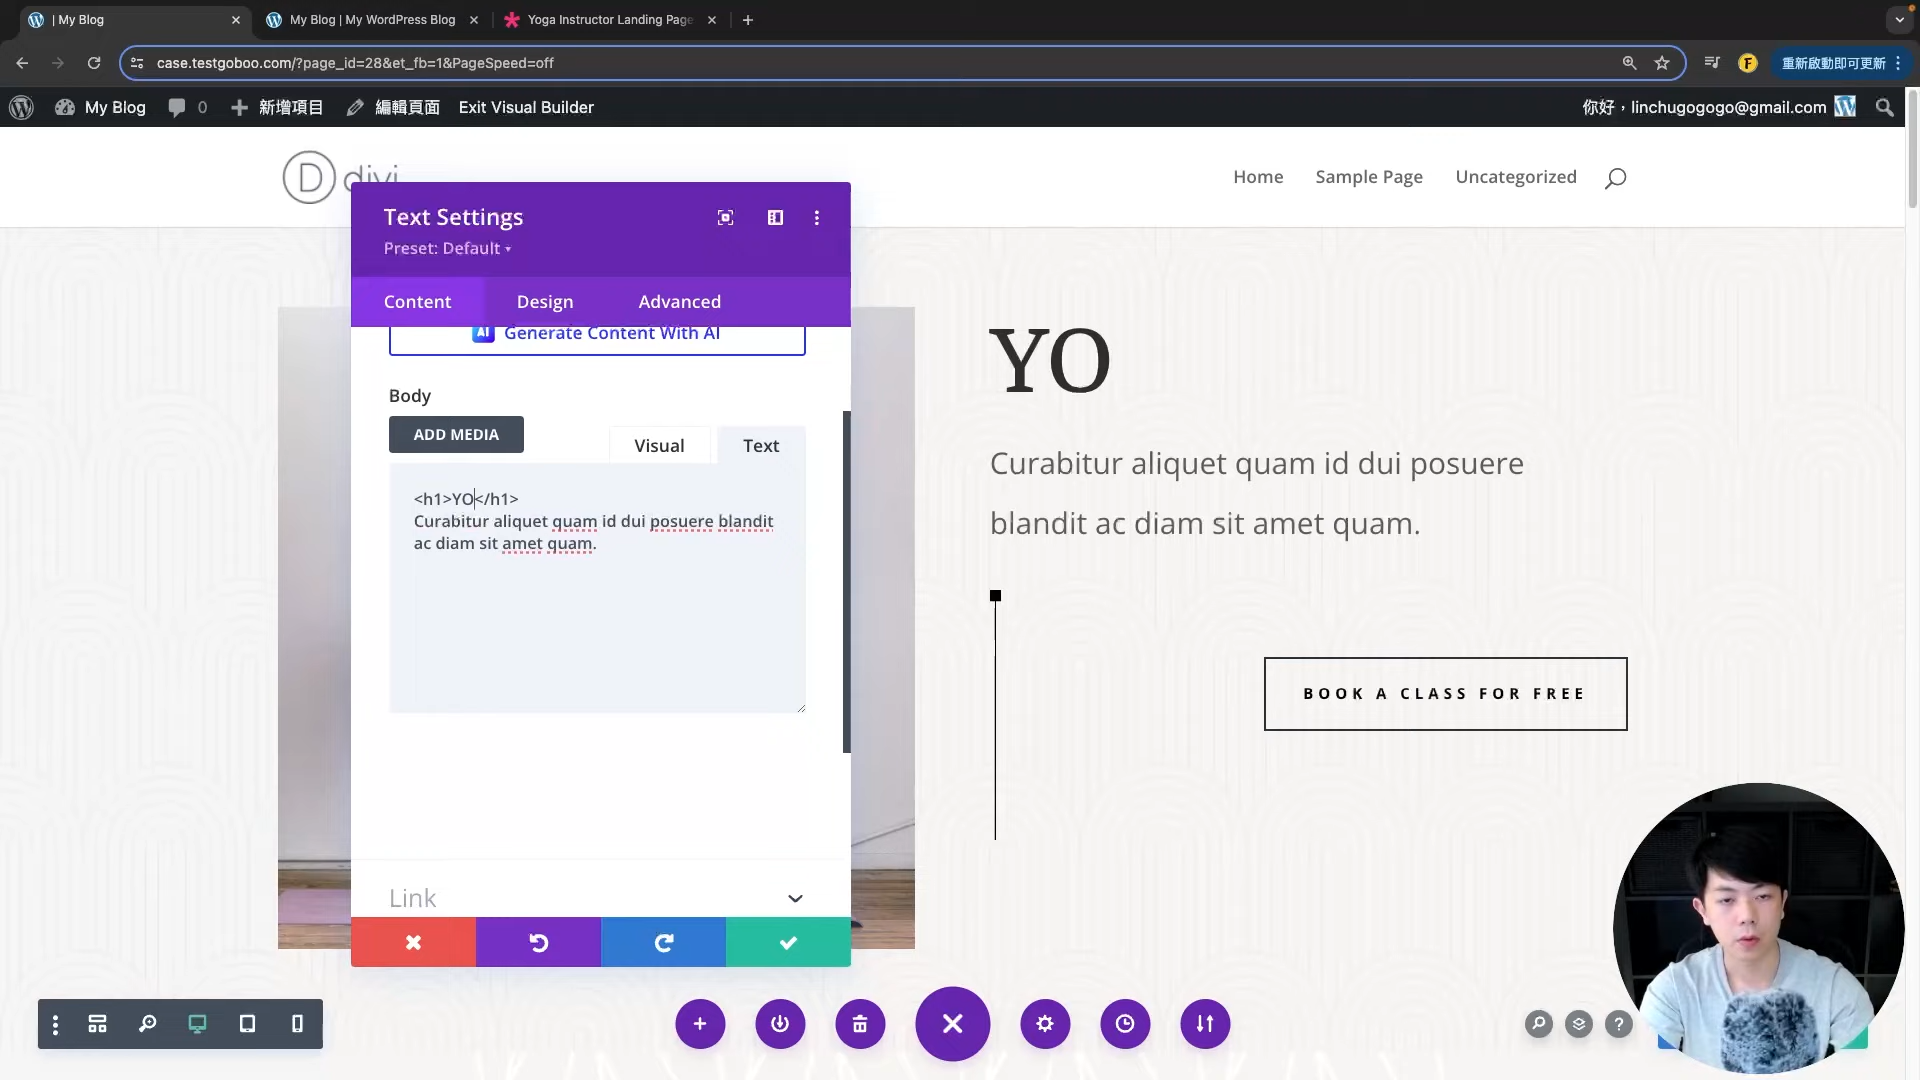 | My Blog
My Blog | My WordPress Blog
Yoga Instructor Landing Page
case.testgoboo.com/?page_id=28&et_fb=1&PageSpeed=off
重新啟動即可更新
My Blog
0
新增項目
編輯頁面
Exit Visual Builder
你好，linchugogogo@gmail.com
D divi
Home
Sample Page
Uncategorized
Text Settings
Preset: Default
Content
Design
Advanced
AI Generate Content With AI
Body
ADD MEDIA
Visual
Text
<h1>YO</h1>
Curabitur aliquet quam id dui posuere blandit
ac diam sit amet quam.
Link
YO
Curabitur aliquet quam id dui posuere
blandit ac diam sit amet quam.
BOOK A CLASS FOR FREE